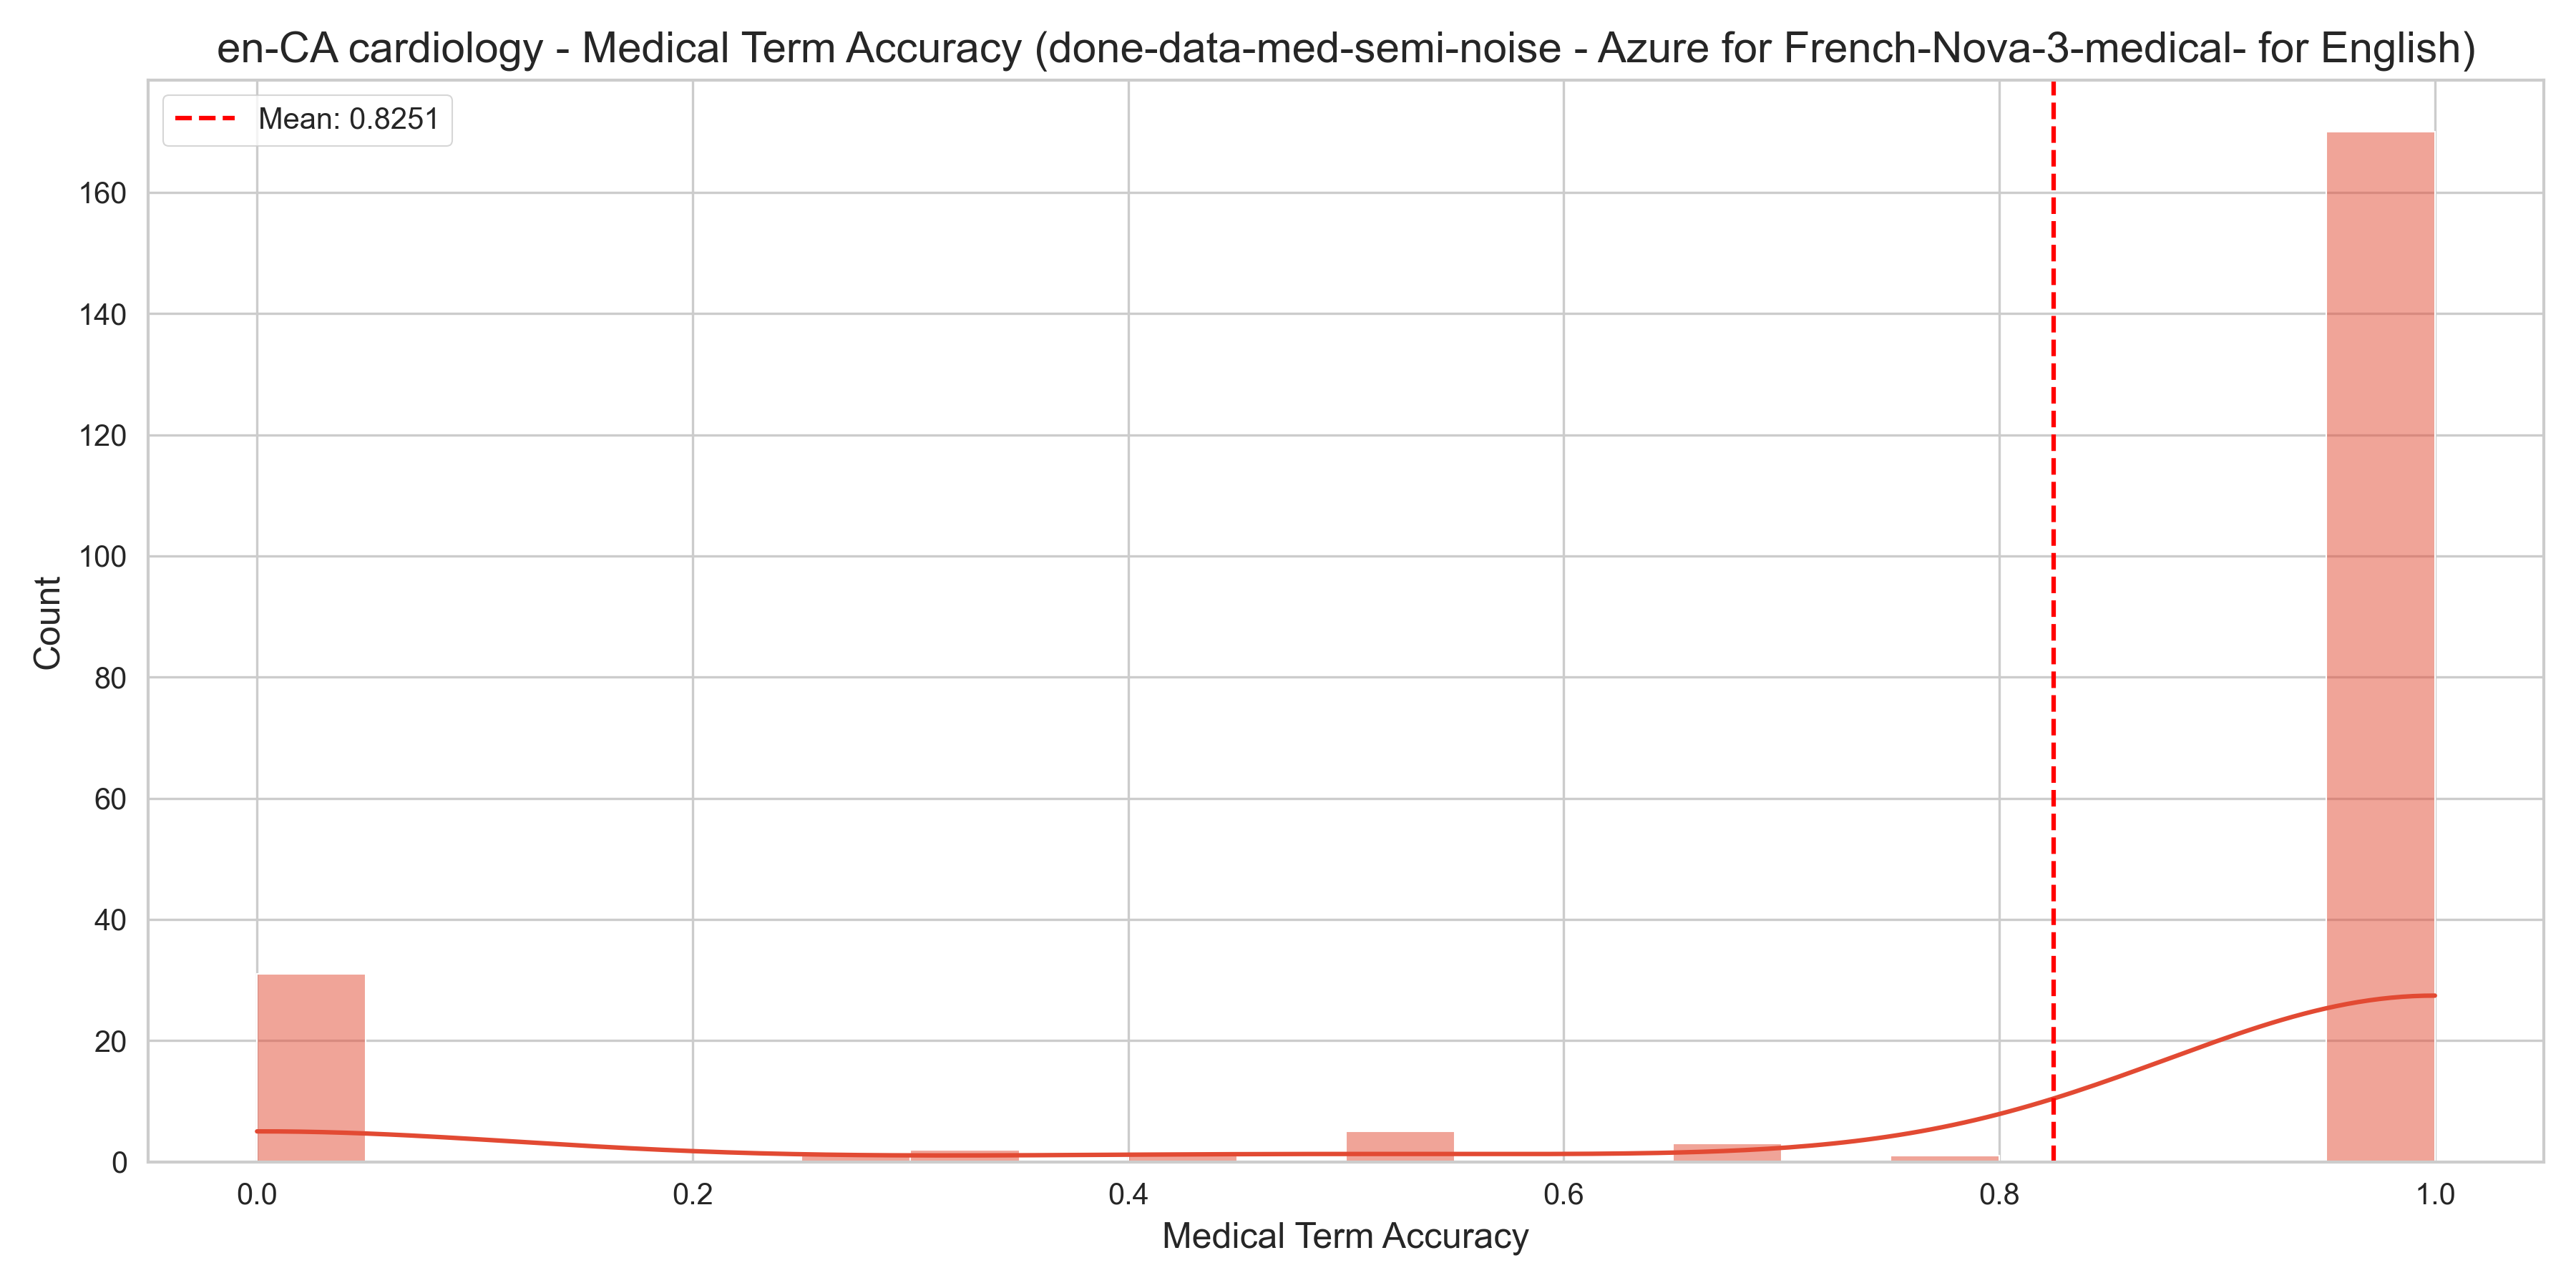 en-CA cardiology - Medical Term Accuracy (done-data-med-semi-noise - Azure for French-Nova-3-medical- for English)
Mean: 0.8251
160
140
120
100
80
60
40
20
0
Count
0.0 0.2 0.4 0.6 0.8 1.0
Medical Term Accuracy